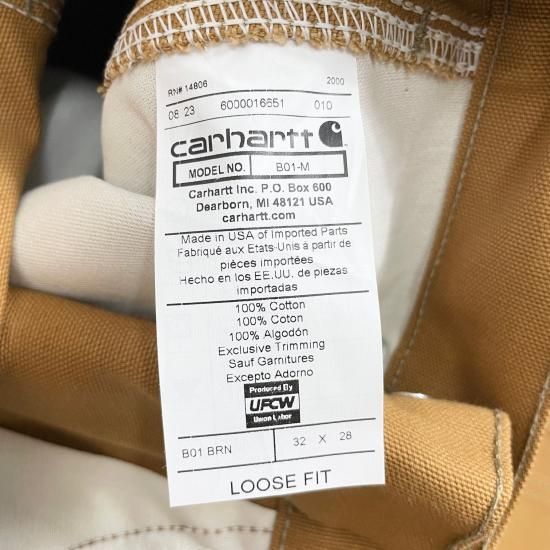 RN# 14806 2000
08 23 6000016651 010
carhartt
MODEL NO. B01-M
Carhartt Inc. P.O. Box 600
Dearborn, MI 48121 USA
carhartt.com
Made in USA of Imported Parts
Fabriqué aux Etats-Unis à partir de
pièces importées
Hecho en los EE.UU. de piezas
importadas
100% Cotton
100% Coton
100% Algodón
Exclusive Trimming
Sauf Garnitures
Excepto Adorno
Produced By
UFCW
Union Labor
B01 BRN 32 X 28
LOOSE FIT